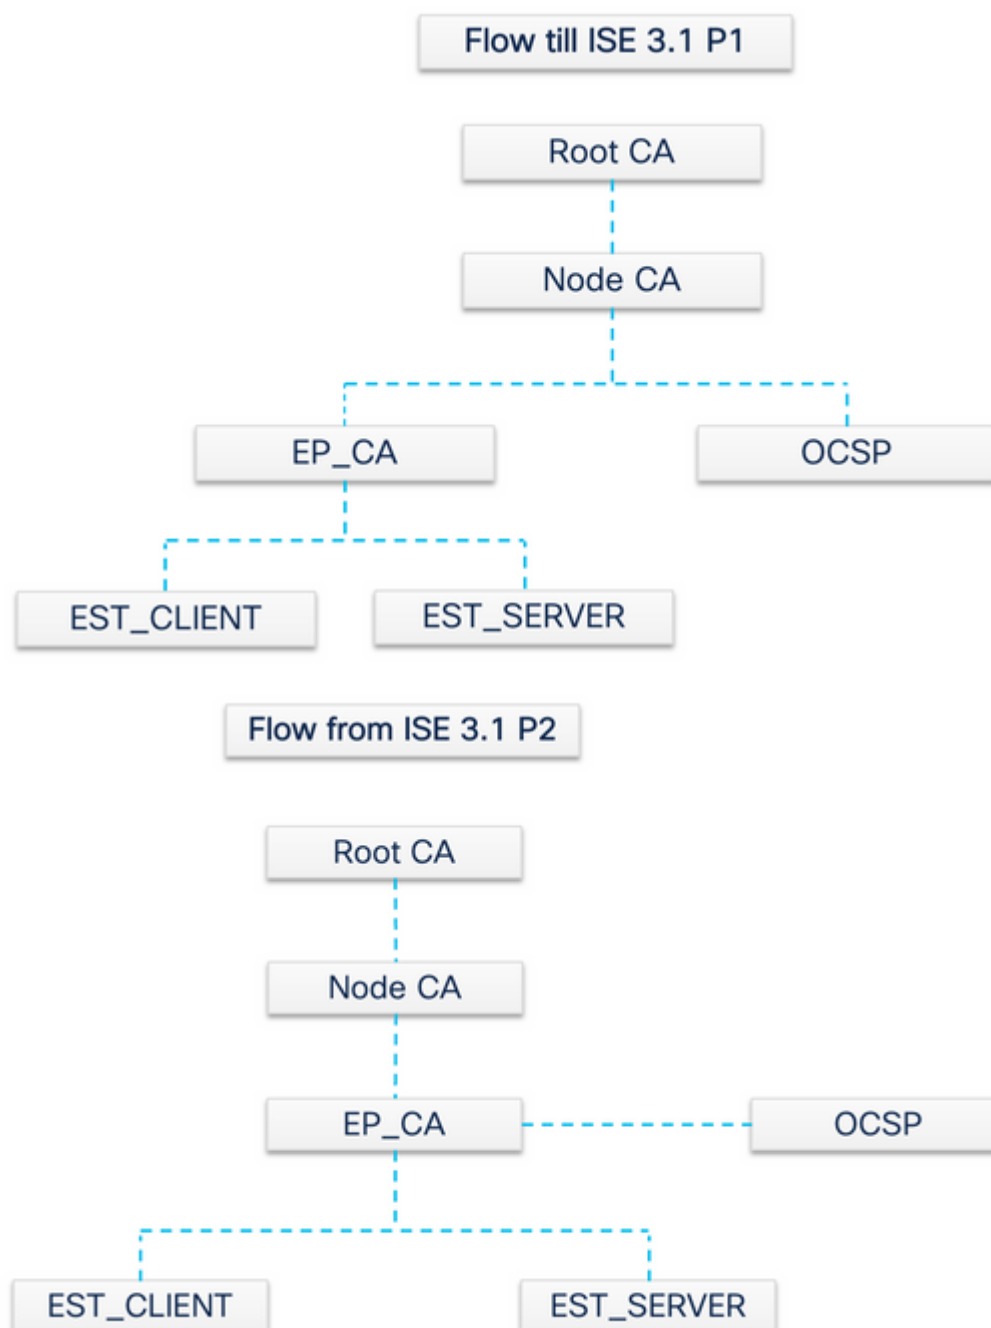 Flow till ISE 3.1 P1
Root CA
Node CA
EP_CA
OCSP
EST_CLIENT
EST_SERVER
Flow from ISE 3.1 P2
Root CA
Node CA
EP_CA
OCSP
EST_CLIENT
EST_SERVER